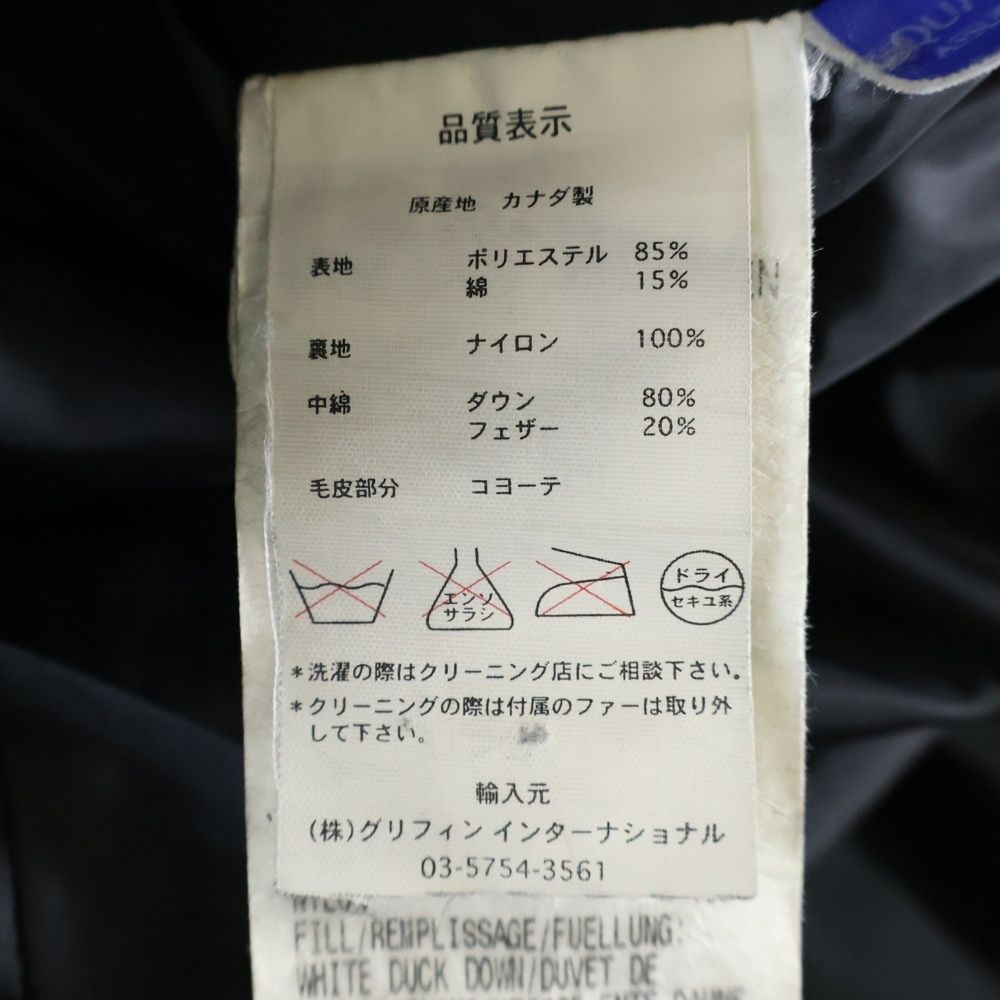 品質表示
原産地 カナダ製
表地 ポリエステル 85%
綿 15%
裏地 ナイロン 100%
中綿 ダウン 80%
フェザー 20%
毛皮部分 コヨーテ
エンソ
サラシ
ドライ
セキユ系
*洗濯の際はクリーニング店にご相談下さい。
*クリーニングの際は付属のファーは取り外
して下さい。
輸入元
(株)グリフィン インターナショナル
03-5754-3561
FILL/REMPLISSAGE/FUELLUNG:
WHITE DUCK DOWN/DUVET DE